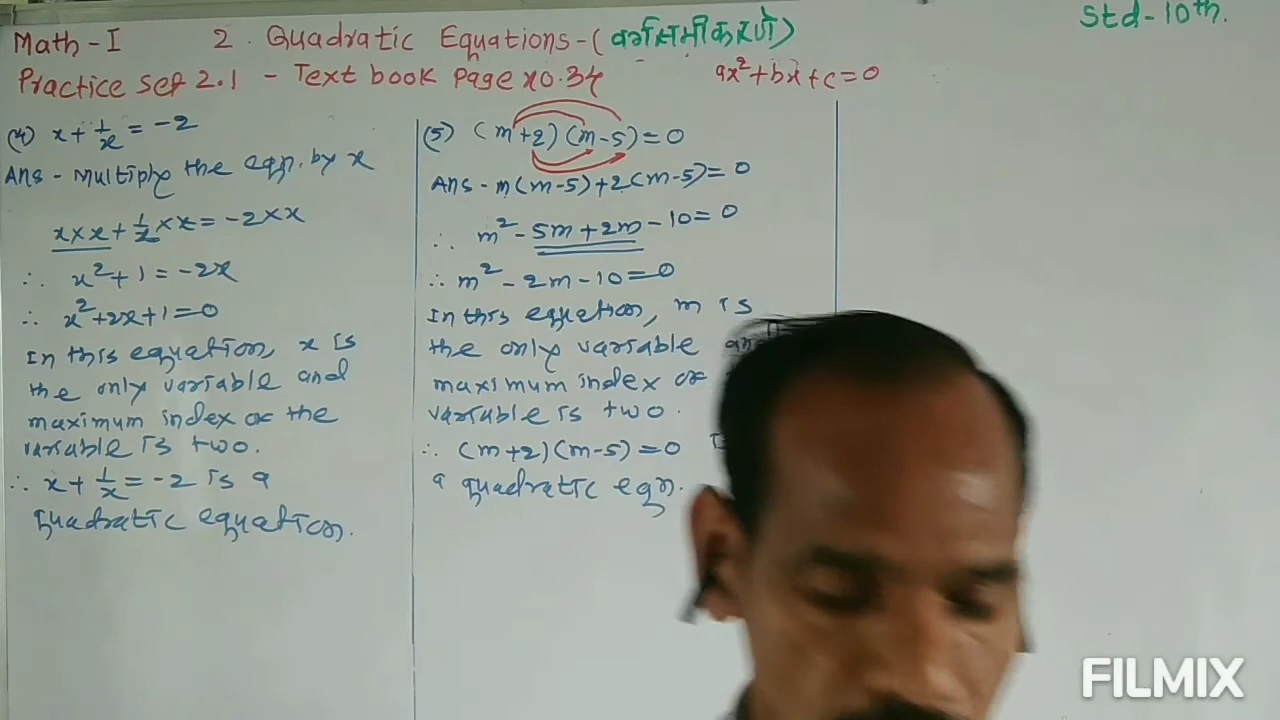 Std-10th.
Math-I 2. Quadratic Equations-(वर्गसमीकरणे)
Practice set 2.1 - Text book Page no.34 ax²+bx+c=0
(4) x+1/x=-2
Ans - Multiply the eqn. by x
x×x+1/x×x=-2×x
∴ x²+1=-2x
∴ x²+2x+1=0
In this equation, x is
the only variable and
maximum index of the
variable is two.
∴ x+1/x=-2 is a
quadratic equation.
(5) (m+2)(m-5)=0
Ans - m(m-5)+2(m-5)=0
∴ m²-5m+2m-10=0
∴ m²-2m-10=0
In this equation, m is
the only variable an
maximum index of
variable is two.
∴ (m+2)(m-5)=0
a quadratic eqn.
FILMIX